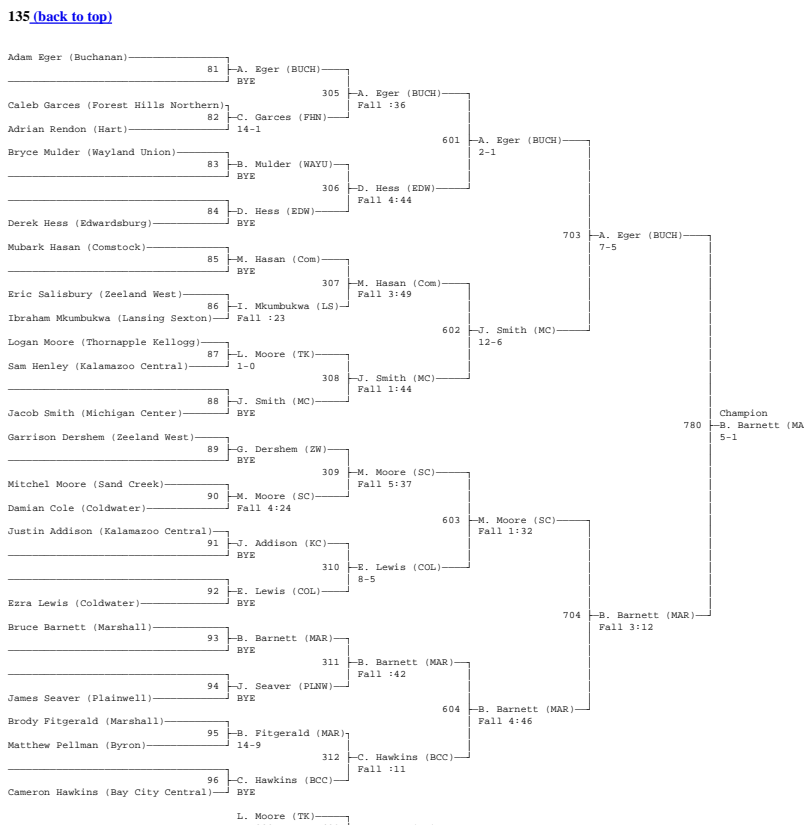 135 (back to top)
Adam Eger (Buchanan)
81 A. Eger (BUCH)
BYE
305 A. Eger (BUCH)
Fall :36
Caleb Garces (Forest Hills Northern)
82 C. Garces (FHN)
Adrian Rendon (Hart) 14-1
601 A. Eger (BUCH)
2-1
Bryce Mulder (Wayland Union)
83 B. Mulder (WAYU)
BYE
306 D. Hess (EDW)
Fall 4:44
84 D. Hess (EDW)
Derek Hess (Edwardsburg) BYE
703 A. Eger (BUCH)
7-5
Mubark Hasan (Comstock)
85 M. Hasan (Com)
BYE
307 M. Hasan (Com)
Fall 3:49
Eric Salisbury (Zeeland West)
86 I. Mkumbukwa (LS)
Ibraham Mkumbukwa (Lansing Sexton) Fall :23
602 J. Smith (MC)
12-6
Logan Moore (Thornapple Kellogg)
87 L. Moore (TK)
Sam Henley (Kalamazoo Central) 1-0
308 J. Smith (MC)
Fall 1:44
88 J. Smith (MC)
Jacob Smith (Michigan Center) BYE
Champion
780 B. Barnett (MA
5-1
Garrison Dershem (Zeeland West)
89 G. Dershem (ZW)
BYE
309 M. Moore (SC)
Fall 5:37
Mitchel Moore (Sand Creek)
90 M. Moore (SC)
Damian Cole (Coldwater) Fall 4:24
603 M. Moore (SC)
Fall 1:32
Justin Addison (Kalamazoo Central)
91 J. Addison (KC)
BYE
310 E. Lewis (COL)
8-5
92 E. Lewis (COL)
Ezra Lewis (Coldwater) BYE
704 B. Barnett (MAR)
Fall 3:12
Bruce Barnett (Marshall)
93 B. Barnett (MAR)
BYE
311 B. Barnett (MAR)
Fall :42
94 J. Seaver (PLNW)
James Seaver (Plainwell) BYE
604 B. Barnett (MAR)
Fall 4:46
Brody Fitgerald (Marshall)
95 B. Fitgerald (MAR)
Matthew Pellman (Byron) 14-9
312 C. Hawkins (BCC)
Fall :11
96 C. Hawkins (BCC)
Cameron Hawkins (Bay City Central) BYE
L. Moore (TK)